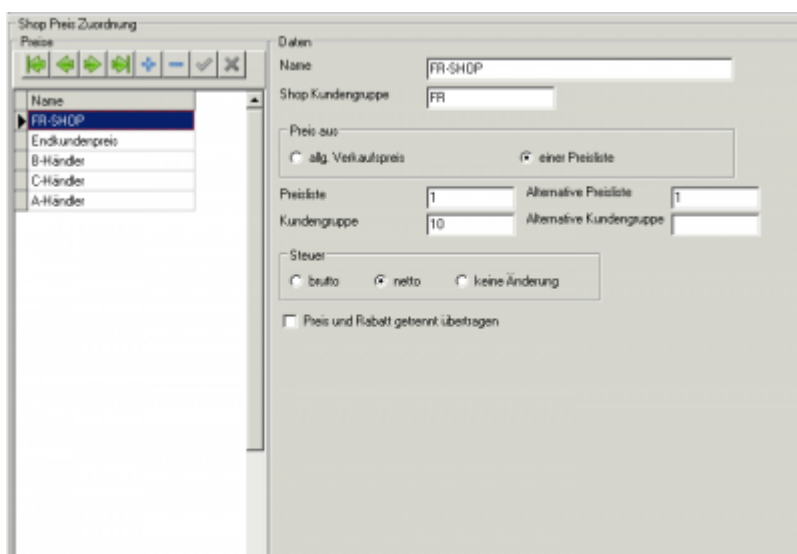 Shop Preis Zuordnung
Preise
Name
FR-SHOP
Endkundenpreis
B-Händler
C-Händler
A-Händler
Daten
Name FR-SHOP
Shop Kundengruppe FR
Preis aus
allg. Verkaufspreis einer Preisliste
Preisliste 1 Alternative Preisliste 1
Kundengruppe 10 Alternative Kundengruppe
Steuer
brutto netto keine Änderung
Preis und Rabatt getrennt übertragen